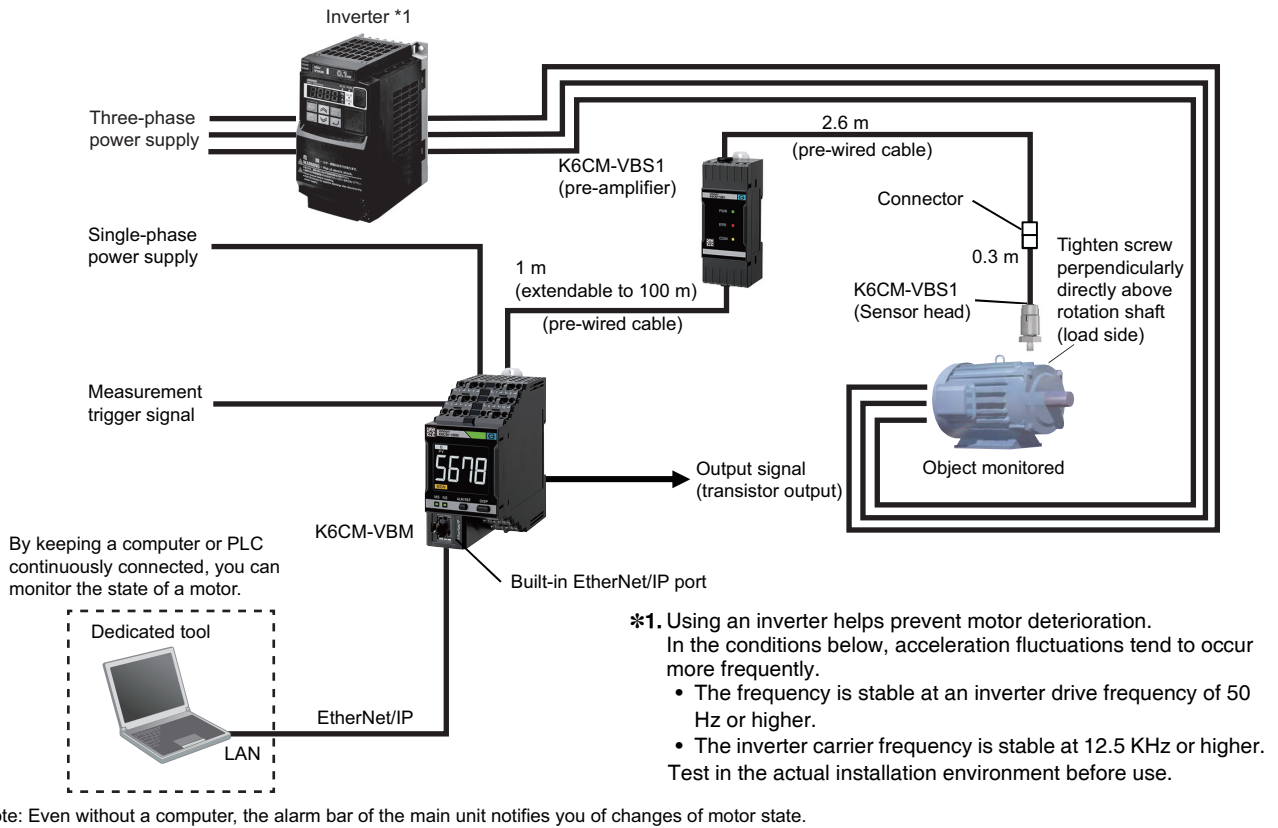 Inverter *1
Three-phase
power supply
2.6 m
(pre-wired cable)
K6CM-VBS1
(pre-amplifier)
Connector
Single-phase
power supply
0.3 m
Tighten screw
perpendicularly
directly above
rotation shaft
(load side)
1 m
(extendable to 100 m)
(pre-wired cable)
K6CM-VBS1
(Sensor head)
PWR
ERR
COM
Measurement
trigger signal
5678
Output signal
(transistor output)
Object monitored
K6CM-VBM
Built-in EtherNet/IP port
By keeping a computer or PLC
continuously connected, you can
monitor the state of a motor.
Dedicated tool
EtherNet/IP
LAN
*1. Using an inverter helps prevent motor deterioration.
In the conditions below, acceleration fluctuations tend to occur
more frequently.
• The frequency is stable at an inverter drive frequency of 50
Hz or higher.
• The inverter carrier frequency is stable at 12.5 KHz or higher.
Test in the actual installation environment before use.
ote: Even without a computer, the alarm bar of the main unit notifies you of changes of motor state.